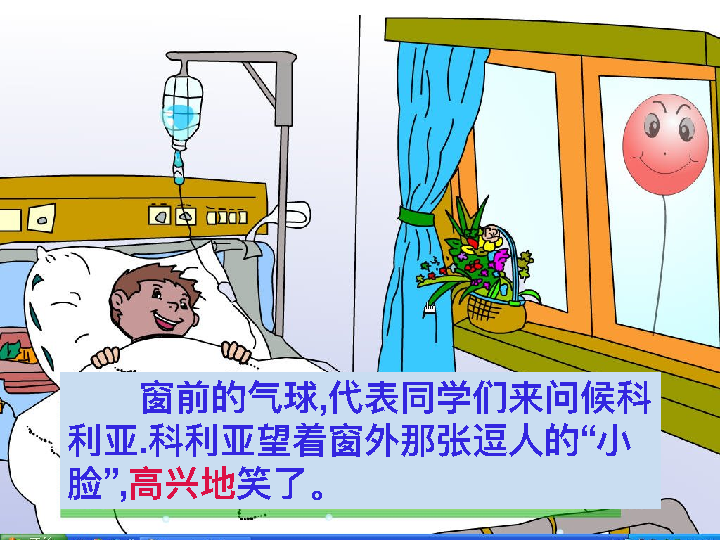 窗前的气球,代表同学们来问候科
利亚.科利亚望着窗外那张逗人的“小
脸”,高兴地笑了。